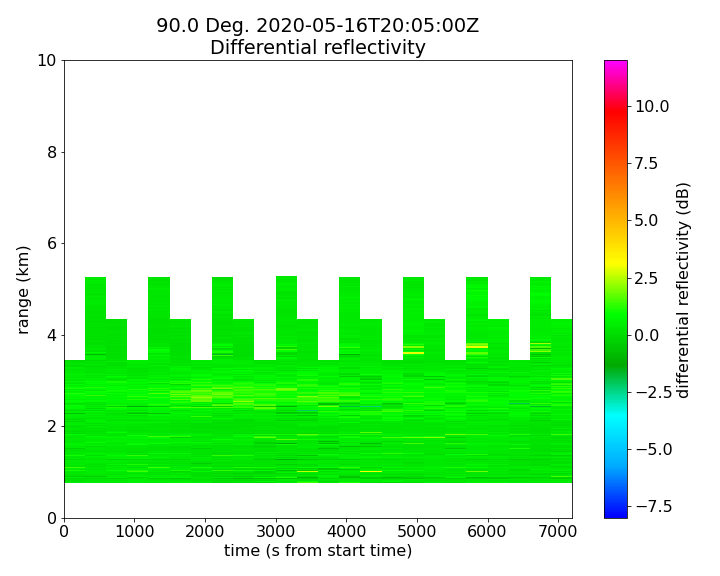 90.0 Deg. 2020-05-16T20:05:00Z
Differential reflectivity
10
8
6
4
2
0
range (km)
0 1000 2000 3000 4000 5000 6000 7000
time (s from start time)
10.0
7.5
5.0
2.5
0.0
−2.5
−5.0
−7.5
differential reflectivity (dB)